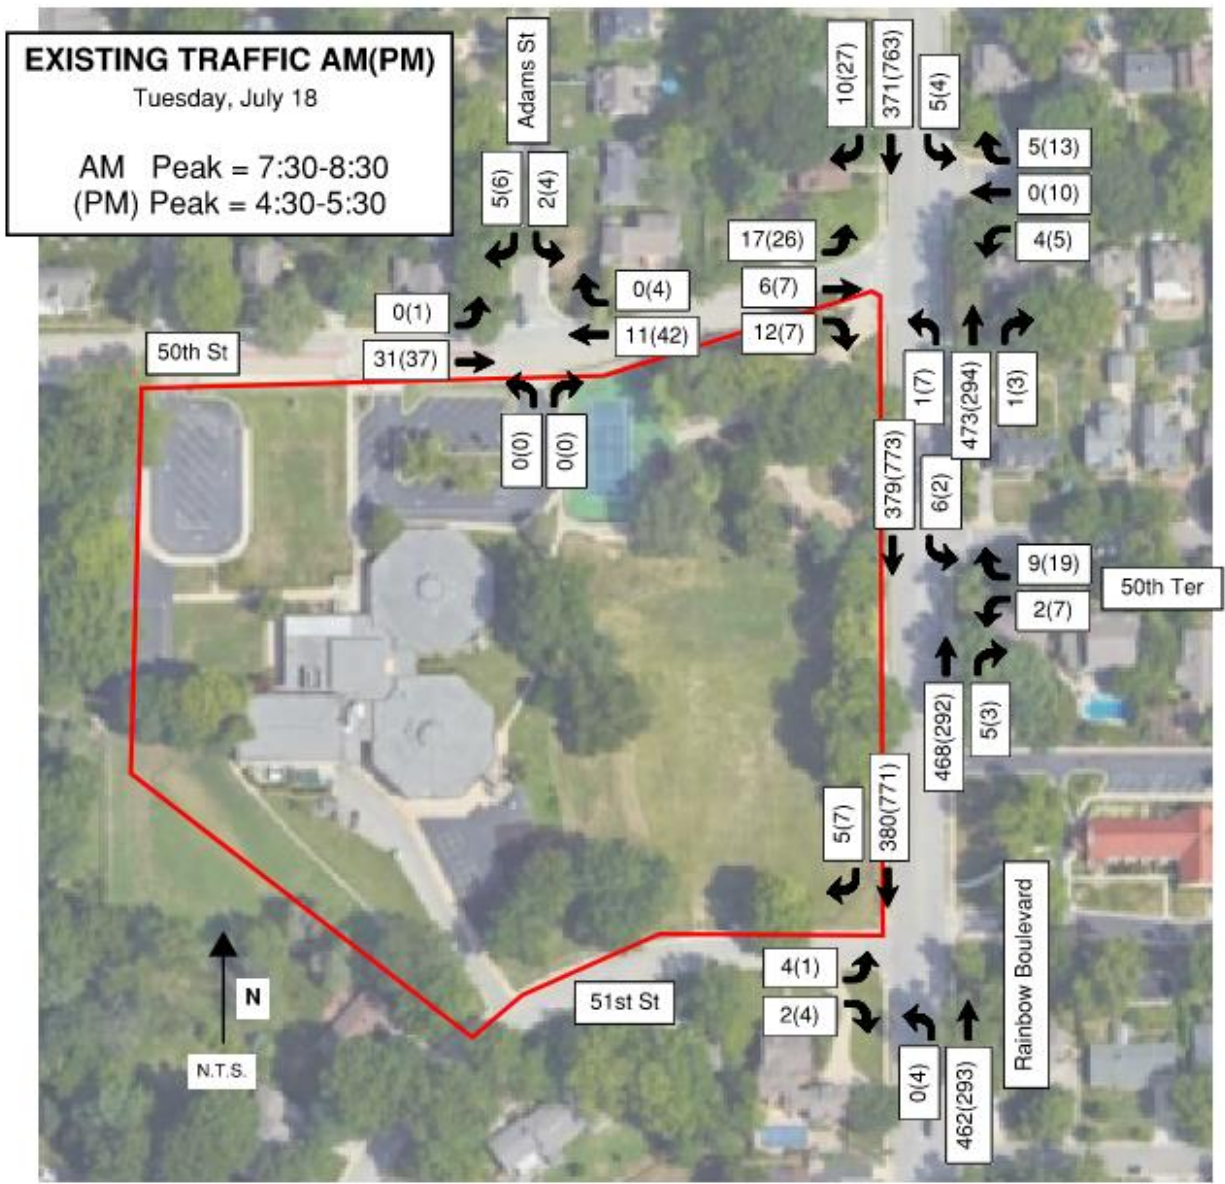 EXISTING TRAFFIC AM(PM)
Tuesday, July 18
AM Peak = 7:30-8:30
(PM) Peak = 4:30-5:30
Adams St
5(6)
2(4)
0(1)
31(37)
0(4)
11(42)
0(0)
0(0)
50th St
10(27)
371(763)
5(4)
5(13)
0(10)
4(5)
17(26)
6(7)
12(7)
1(7)
473(294)
1(3)
379(773)
6(2)
9(19)
2(7)
50th Ter
468(292)
5(3)
5(7)
380(771)
4(1)
2(4)
0(4)
462(293)
51st St
Rainbow Boulevard
N
N.T.S.